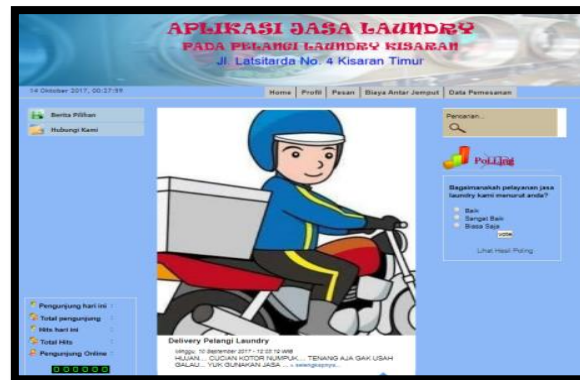 APLIKASI JASA LAUNDRY
PADA PELANGI LAUNDRY KISARAN
Jl. Latsitarda No. 4 Kisaran Timur
14 Oktober 2017, 00:27:59
Home Profil Pesan Biaya Antar Jemput Data Pemesanan
Berita Pilihan
Hubungi Kami
Pengunjung hari ini :
Total pengunjung :
Hits hari ini :
Total Hits :
Pengunjung Online :
000000
Delivery Pelangi Laundry
Minggu, 10 September 2017 - 12:33:12 WIB
HUJAN.... CUCIAN KOTOR NUMPUK.... TENANG AJA GAK USAH
GALAU... YUK GUNAKAN JASA ... » selengkapnya..
Pencarian...
Polling
Bagaimanakah pelayanan jasa
laundry kami menurut anda?
Baik
Sangat Baik
Biasa Saja
vote
Lihat Hasil Poling